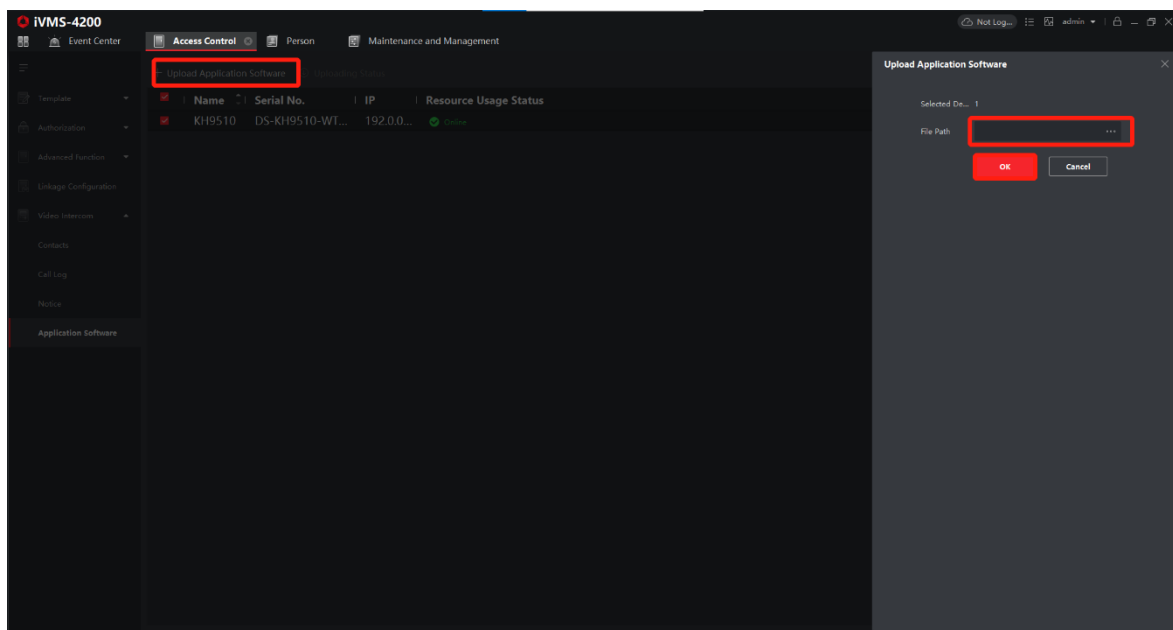 iVMS-4200
Not Log... admin
Event Center Access Control Person Maintenance and Management
Upload Application Software Uploading Status
Name Serial No. IP Resource Usage Status
KH9510 DS-KH9510-WT... 192.0.0... Online
Template
Authorization
Advanced Function
Linkage Configuration
Video Intercom
Contacts
Call Log
Notice
Application Software
Upload Application Software
Selected De... 1
File Path ...
OK Cancel